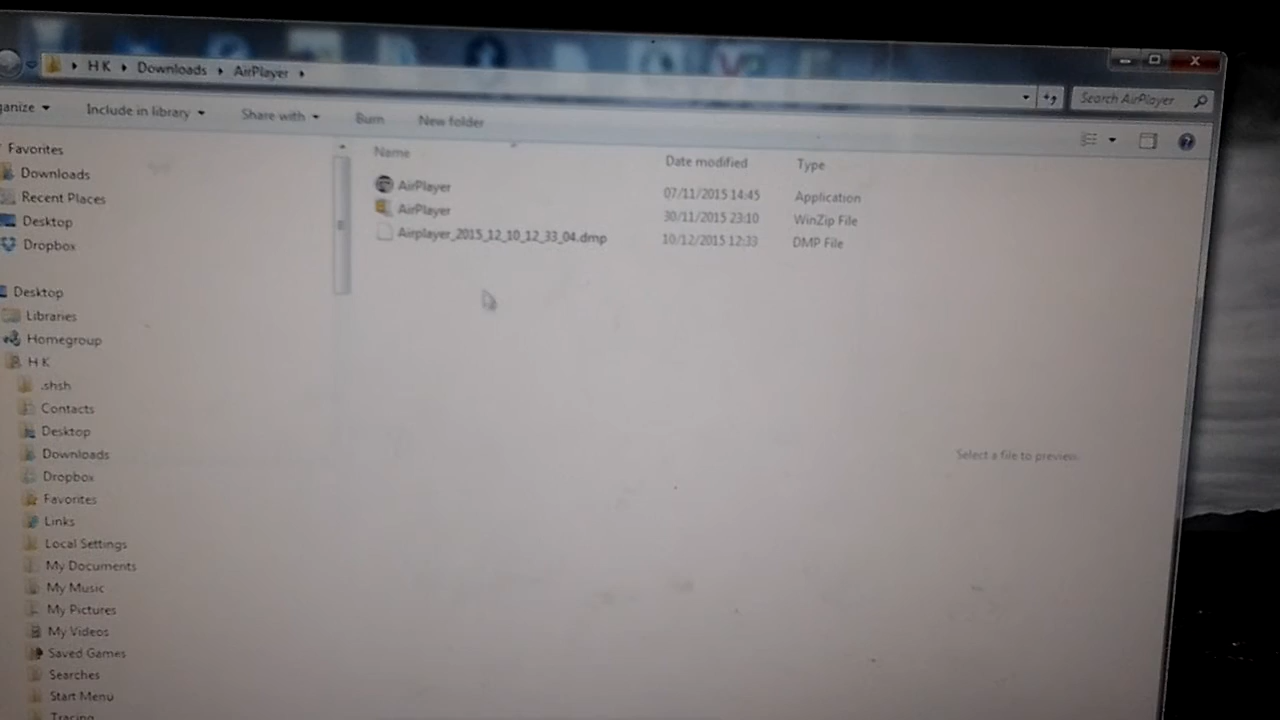 H K Downloads AirPlayer
Search AirPlayer
anize Include in library Share with Burn New folder
Name Date modified Type
AirPlayer 07/11/2015 14:45 Application
AirPlayer 30/11/2015 23:10 WinZip File
Airplayer_2015_12_10_12_33_04.dmp 10/12/2015 12:33 DMP File
Select a file to preview.
Favorites
Downloads
Recent Places
Desktop
Dropbox
Desktop
Libraries
Homegroup
H K
.shsh
Contacts
Desktop
Downloads
Dropbox
Favorites
Links
Local Settings
My Documents
My Music
My Pictures
My Videos
Saved Games
Searches
Start Menu
Tracing